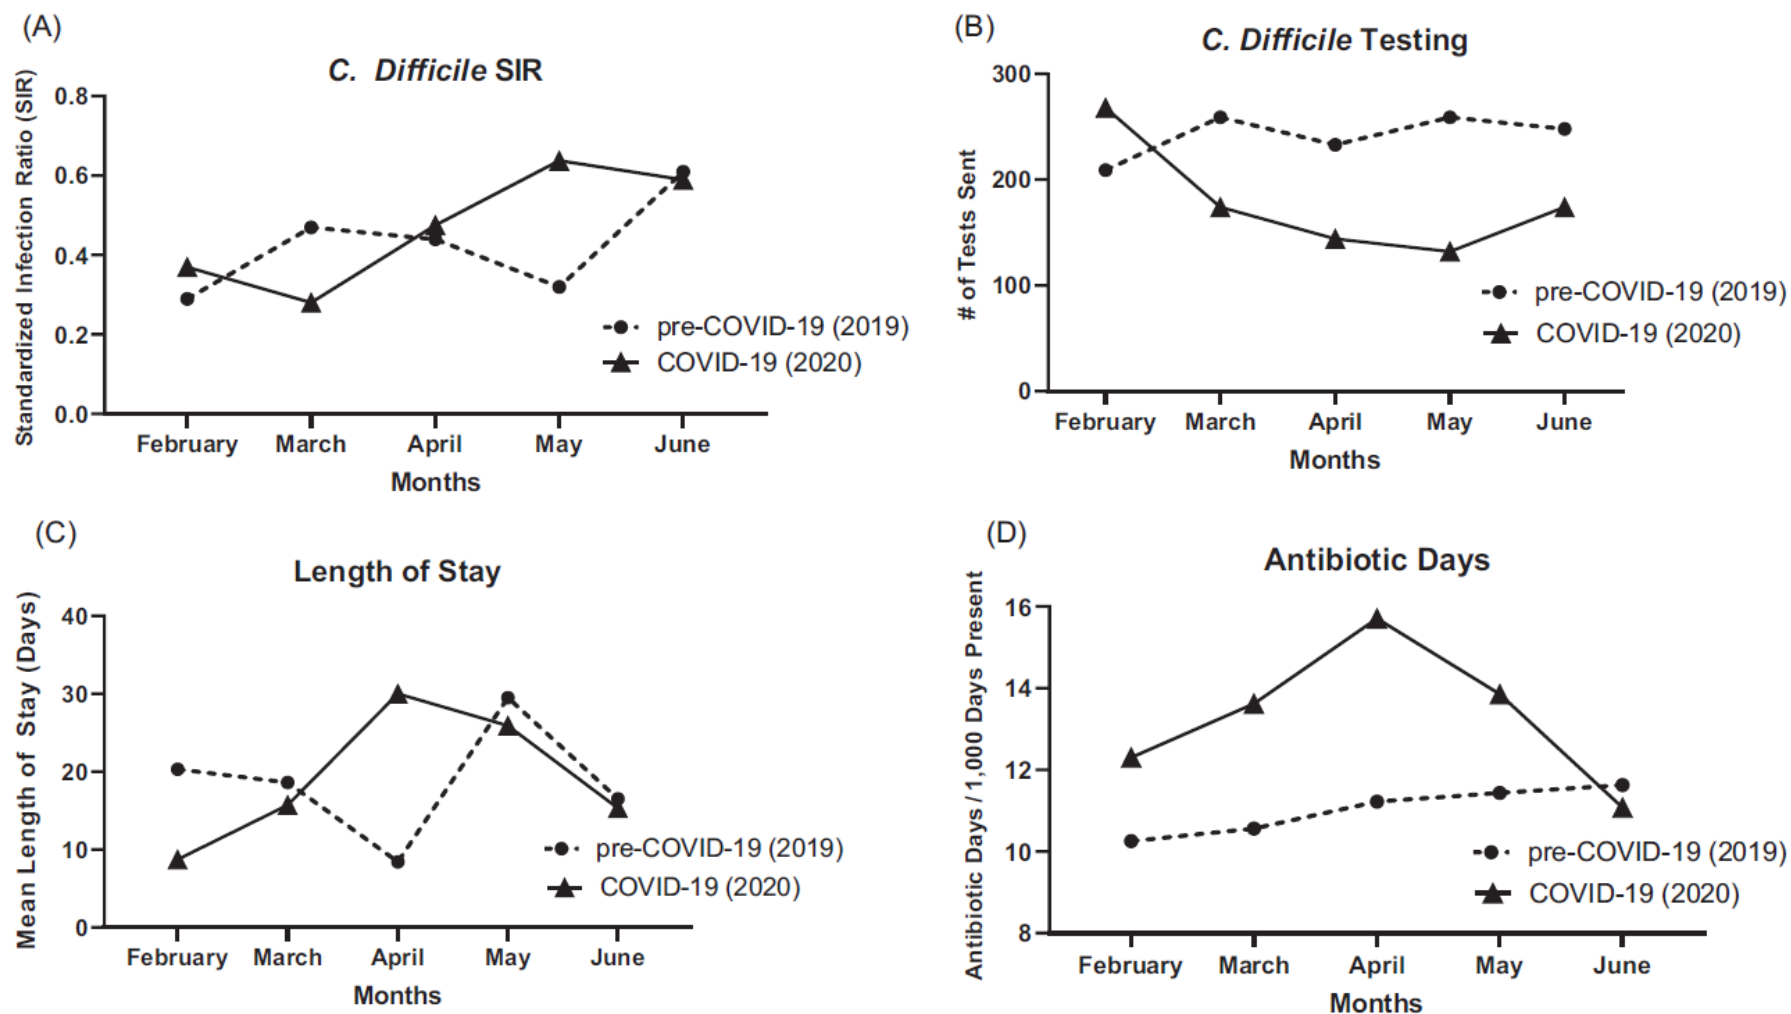 (A)
C. Difficile SIR
Standardized Infection Ratio (SIR)
0.8
0.6
0.4
0.2
0.0
pre-COVID-19 (2019)
COVID-19 (2020)
February March April May June
Months
(B)
C. Difficile Testing
# of Tests Sent
300
200
100
0
pre-COVID-19 (2019)
COVID-19 (2020)
February March April May June
Months
(C)
Length of Stay
Mean Length of Stay (Days)
40
30
20
10
0
pre-COVID-19 (2019)
COVID-19 (2020)
February March April May June
Months
(D)
Antibiotic Days
Antibiotic Days / 1,000 Days Present
16
14
12
10
8
pre-COVID-19 (2019)
COVID-19 (2020)
February March April May June
Months